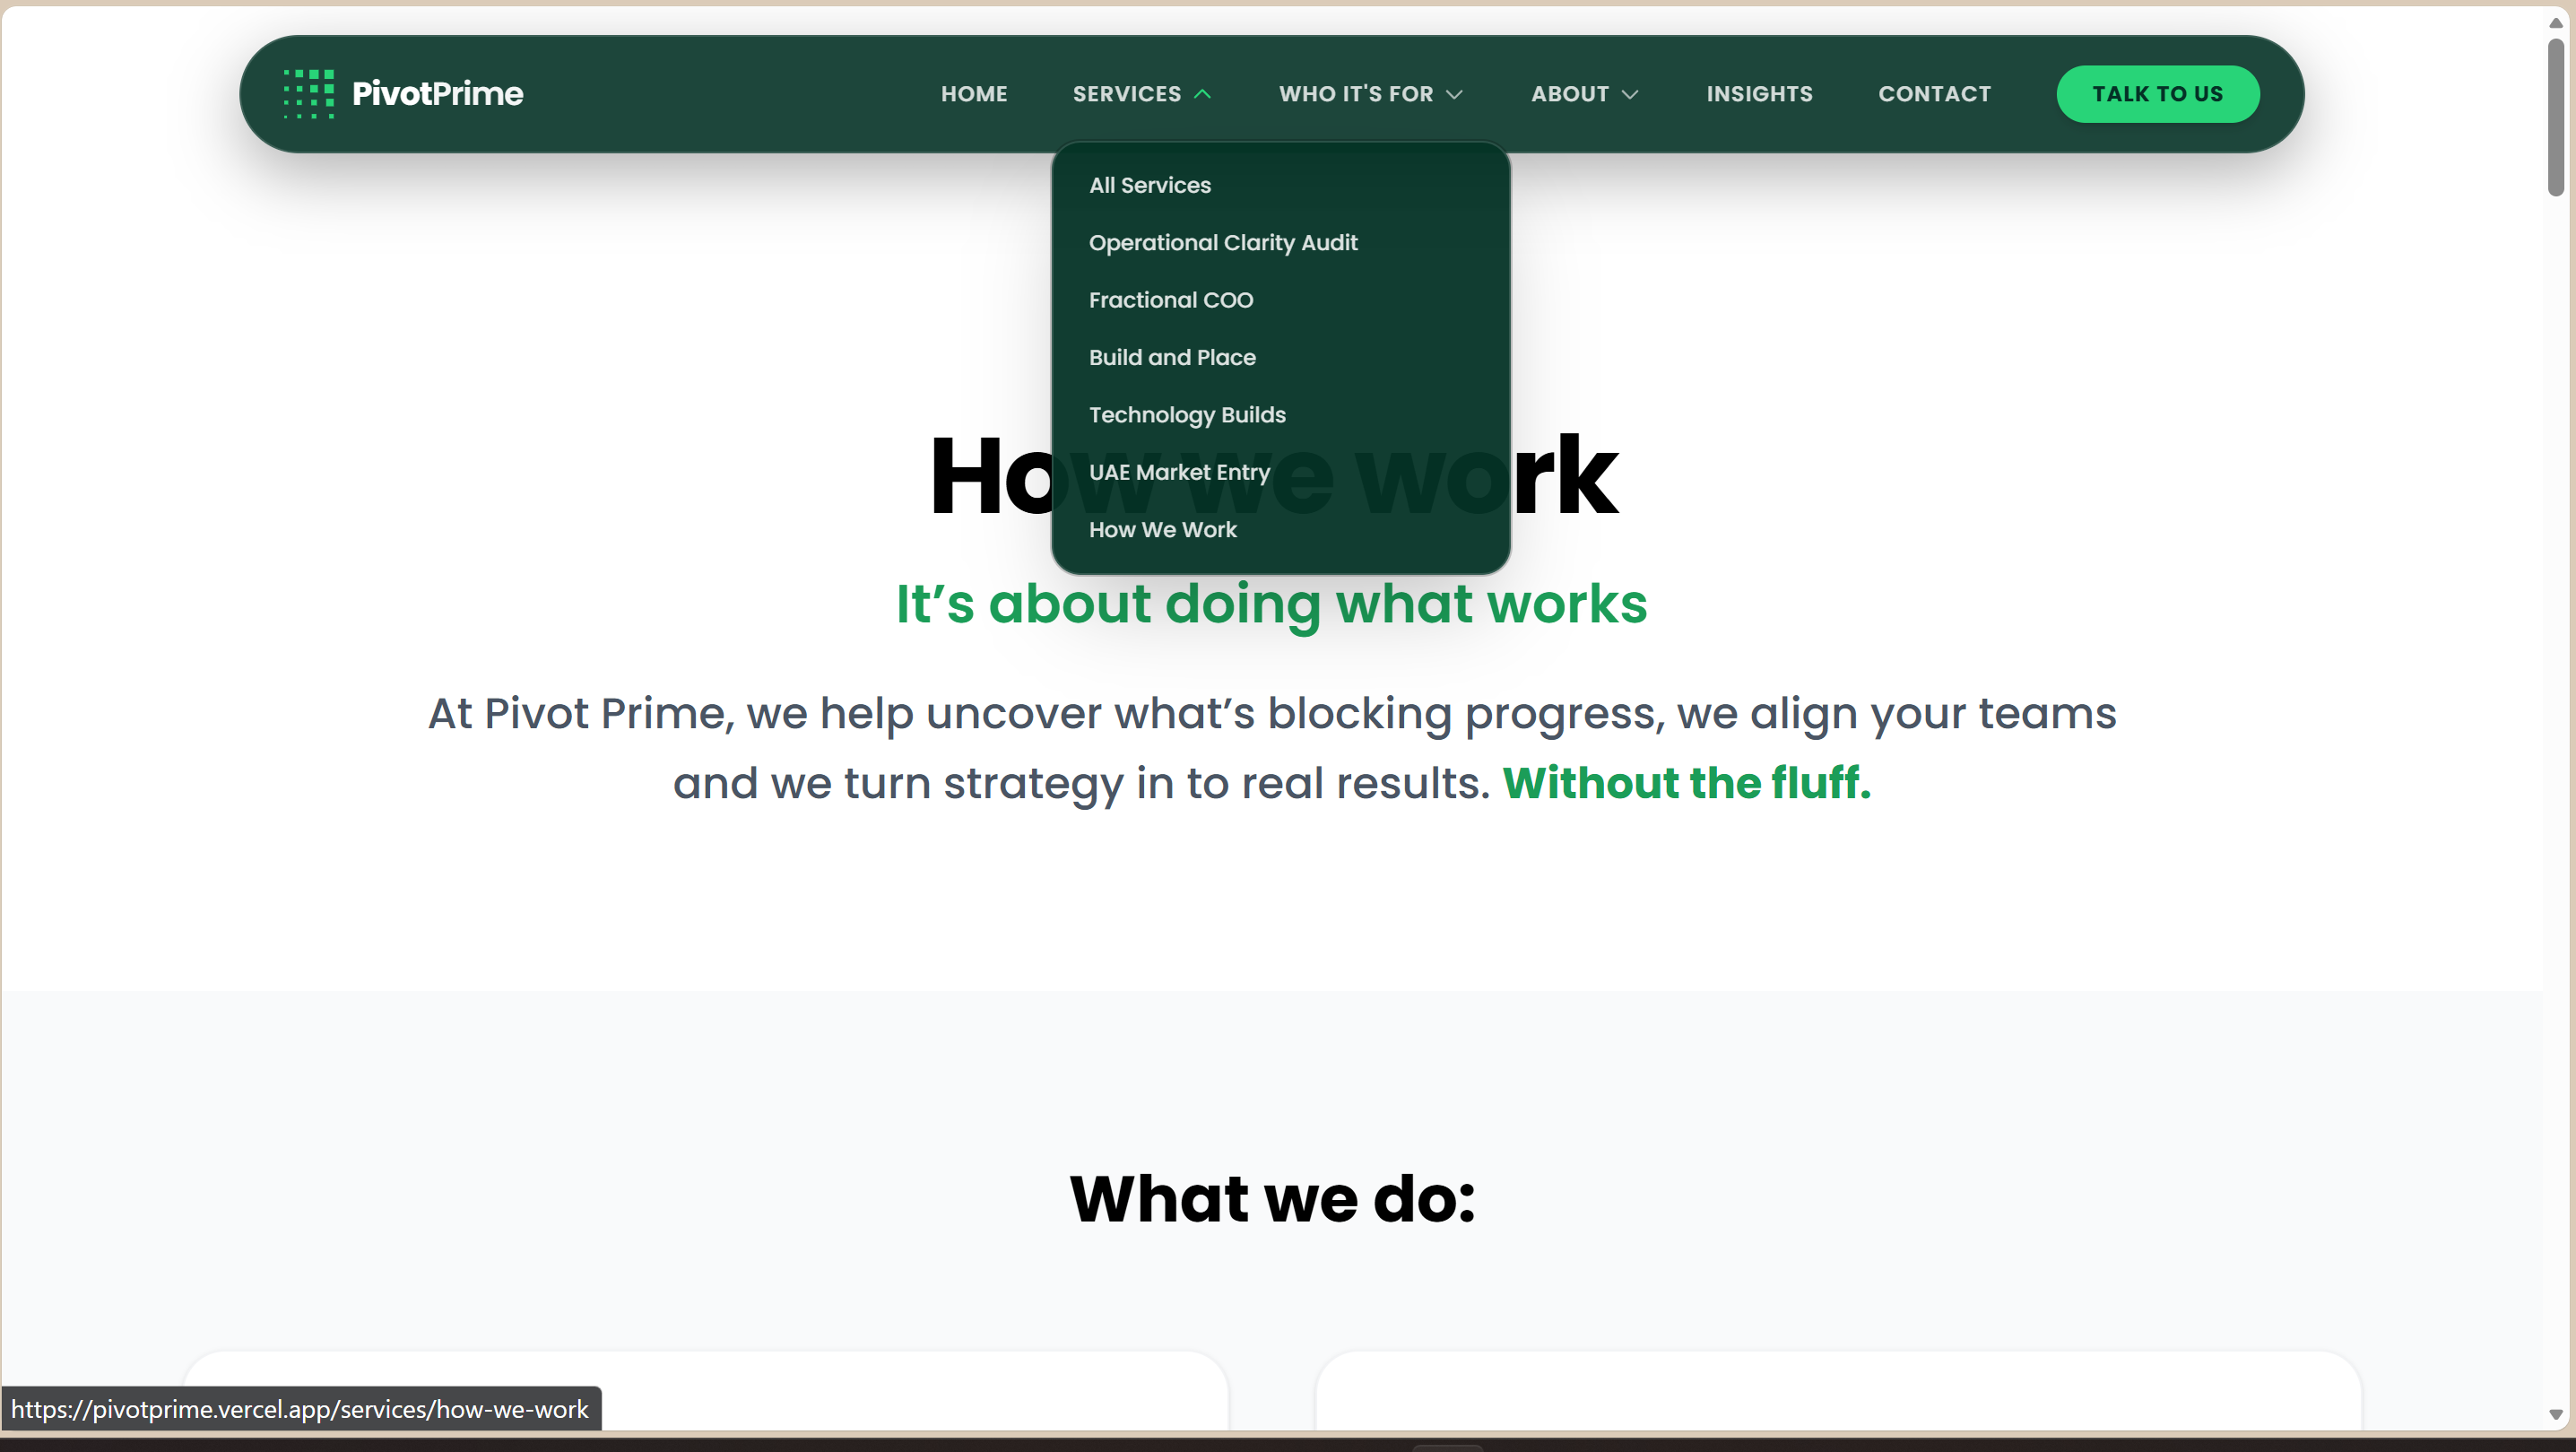 PivotPrime
HOME SERVICES WHO IT'S FOR ABOUT INSIGHTS CONTACT TALK TO US
All Services
Operational Clarity Audit
Fractional COO
Build and Place
Technology Builds
UAE Market Entry
How We Work
How we work
It’s about doing what works
At Pivot Prime, we help uncover what’s blocking progress, we align your teams
and we turn strategy in to real results. Without the fluff.
What we do:
https://pivotprime.vercel.app/services/how-we-work